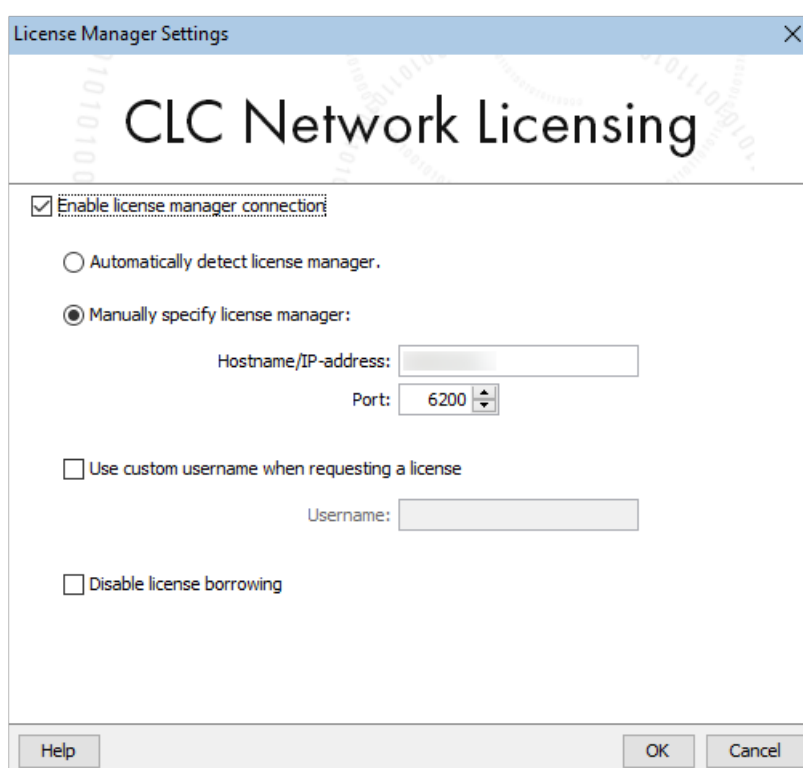 License Manager Settings
CLC Network Licensing
Enable license manager connection
Automatically detect license manager.
Manually specify license manager:
Hostname/IP-address:
Port: 6200
Use custom username when requesting a license
Username:
Disable license borrowing
Help OK Cancel